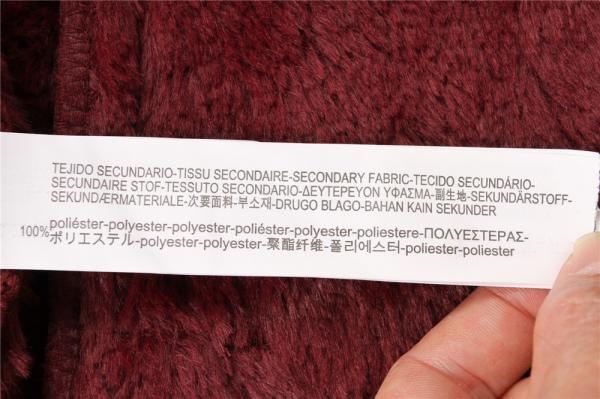 TEJIDO SECUNDARIO-TISSU SECONDAIRE-SECONDARY FABRIC-TECIDO SECUNDÁRIO-
SECUNDAIRE STOF-TESSUTO SECONDARIO-ΔΕΥΤΕΡΕΥΟΝ ΥΦΑΣΜΑ-副生地-SEKUNDÄRSTOFF-
SEKUNDÆRMATERIALE-次要面料-부소재-DRUGO BLAGO-BAHAN KAIN SEKUNDER
100% poliéster-polyester-polyester-poliéster-polyester-poliestere-ΠΟΛΥΕΣΤΕΡΑΣ-
ポリエステル-polyester-polyester-聚酯纤维-폴리에스터-poliester-poliester